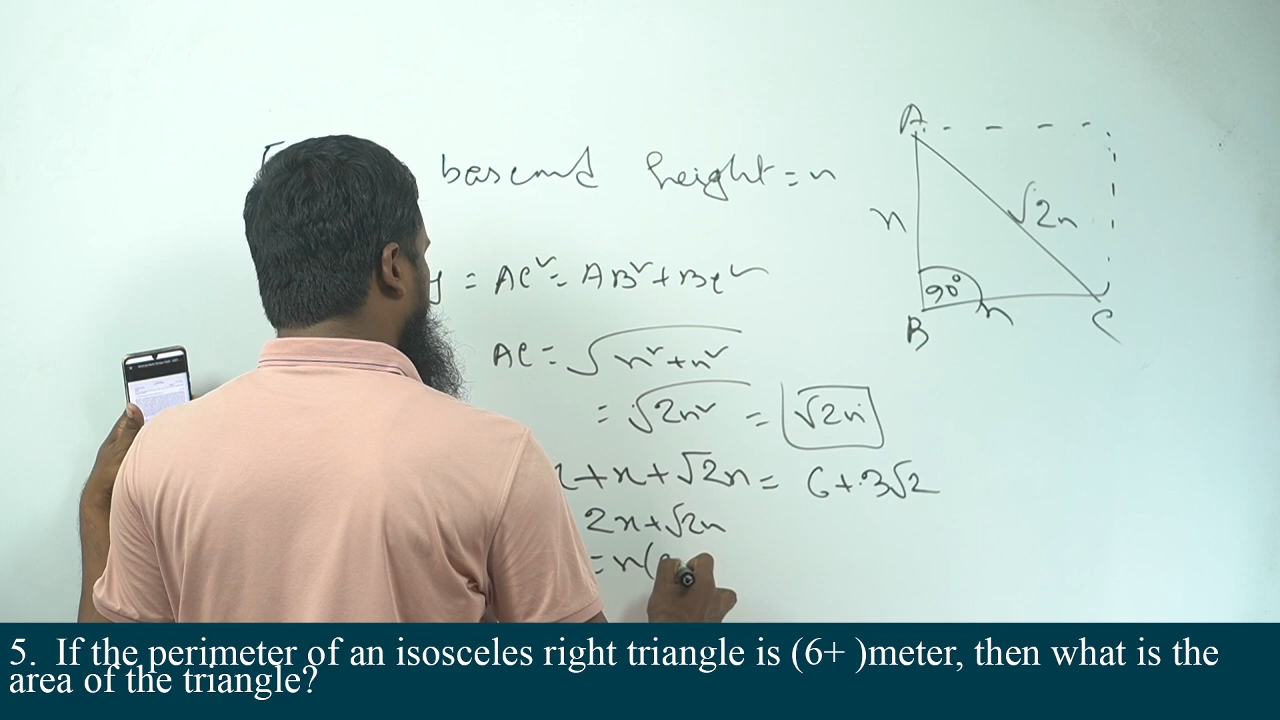 base and height = x
A
x
√2x
90°
B
x
C
y = AC² = AB² + BC²
AC = √x² + x²
= √2x² = √2x
x + x + √2x = 6 + 3√2
2x + √2x
= x(
5. If the perimeter of an isosceles right triangle is (6+ )meter, then what is the
area of the triangle?